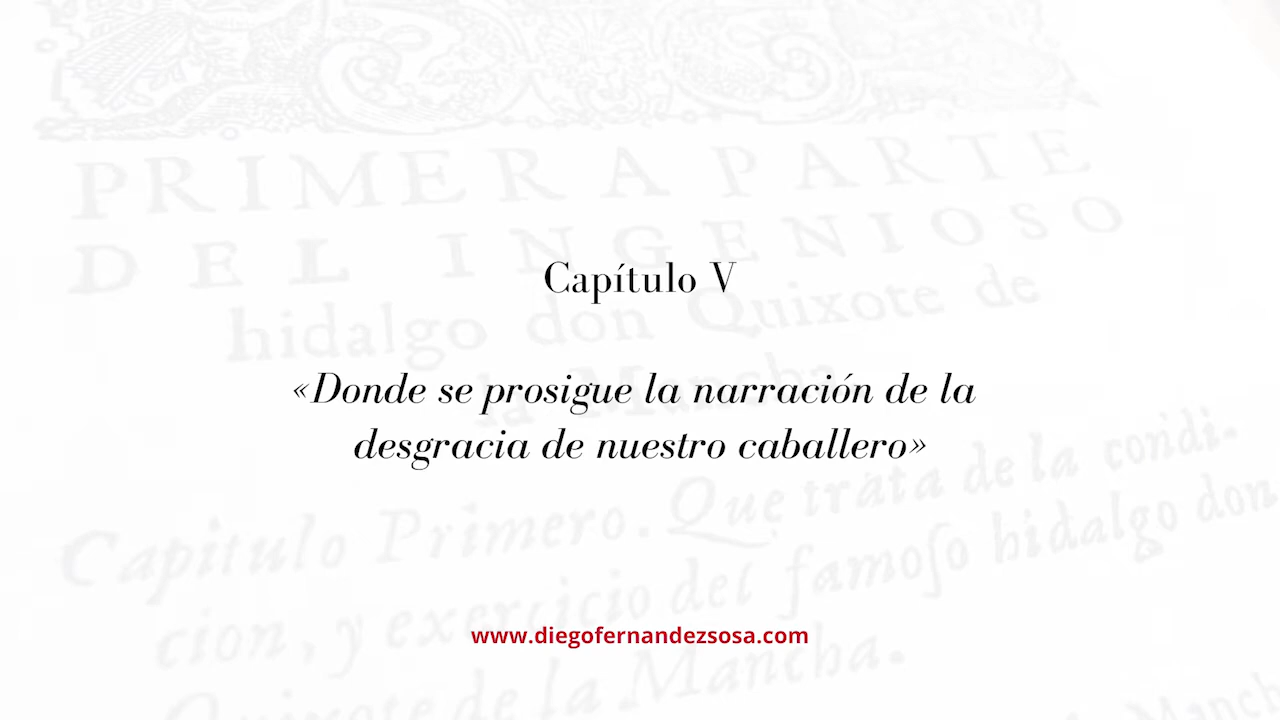 PRIMERA PARTE
DEL INGENIOSO
Capítulo V
hidalgo don Quixote de
la Mancha
«Donde se prosigue la narración de la
desgracia de nuestro caballero»
Capitulo Primero. Que trata de la condi-
cion, y exercicio del famoſo hidalgo don
Quixote de la Mancha.
www.diegofernandezsosa.com